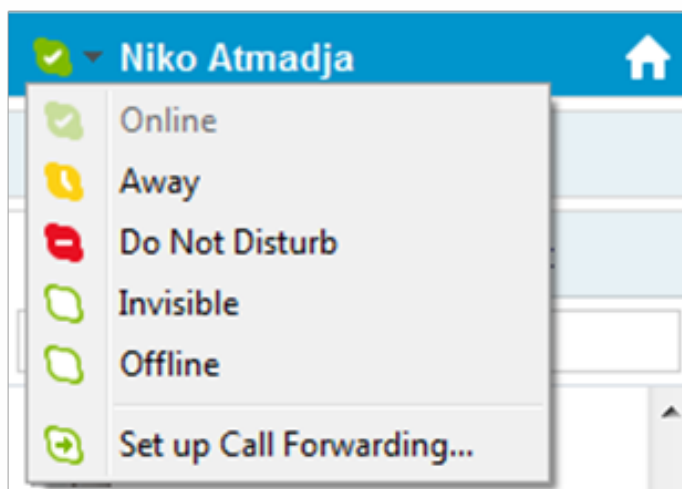 Niko Atmadja
Online
Away
Do Not Disturb
Invisible
Offline
Set up Call Forwarding...